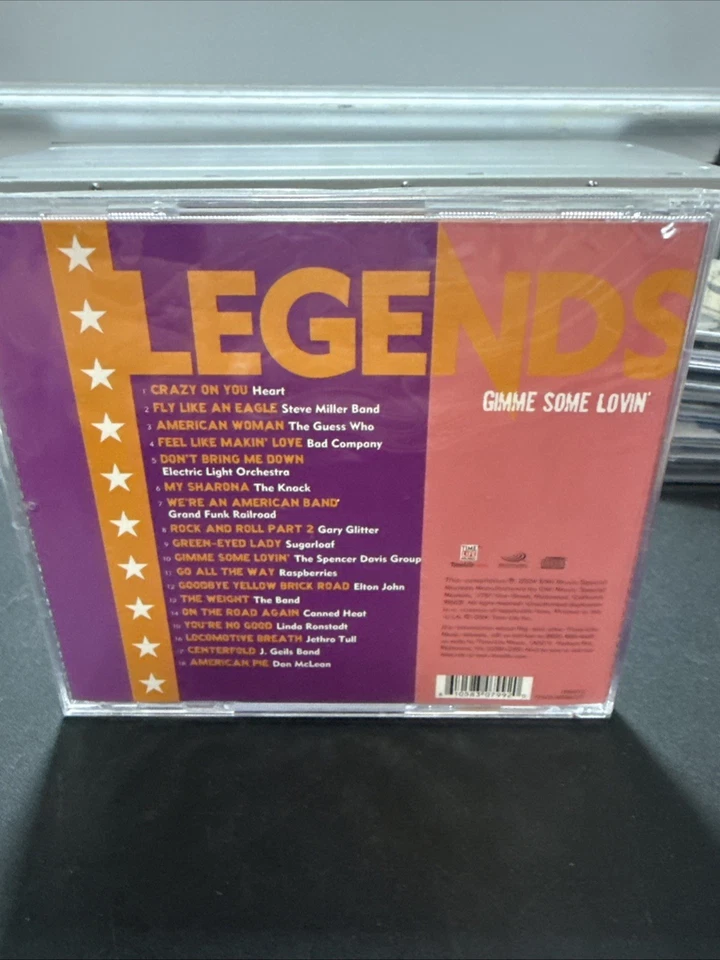 LEGENDS
GIMME SOME LOVIN'
1 CRAZY ON YOU Heart
2 FLY LIKE AN EAGLE Steve Miller Band
3 AMERICAN WOMAN The Guess Who
4 FEEL LIKE MAKIN' LOVE Bad Company
5 DON'T BRING ME DOWN
Electric Light Orchestra
6 MY SHARONA The Knack
7 WE'RE AN AMERICAN BAND
Grand Funk Railroad
8 ROCK AND ROLL PART 2 Gary Glitter
9 GREEN-EYED LADY Sugarloaf
10 GIMME SOME LOVIN' The Spencer Davis Group
11 GO ALL THE WAY Raspberries
12 GOODBYE YELLOW BRICK ROAD Elton John
13 THE WEIGHT The Band
14 ON THE ROAD AGAIN Canned Heat
15 YOU'RE NO GOOD Linda Ronstadt
16 LOCOMOTIVE BREATH Jethro Tull
17 CENTERFOLD J. Geils Band
18 AMERICAN PIE Don McLean
TIME
LIFE